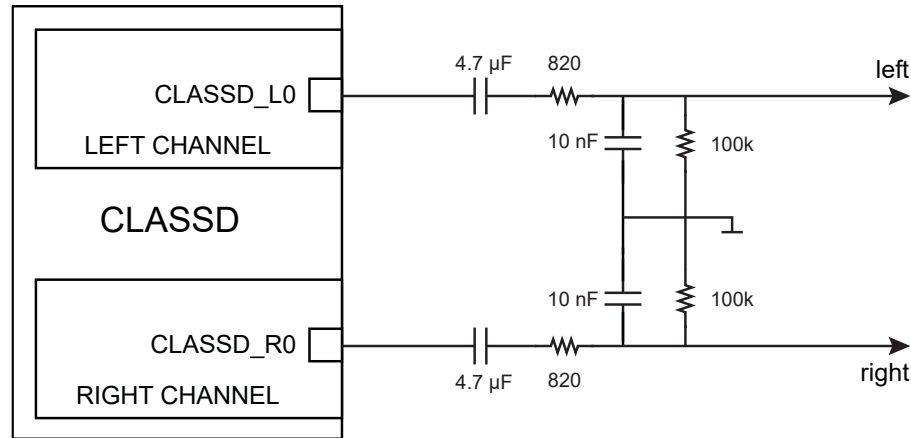 4.7 µF
820
left
CLASSD_L0
10 nF
100k
LEFT CHANNEL
CLASSD
10 nF
100k
CLASSD_R0
right
4.7 µF
820
RIGHT CHANNEL